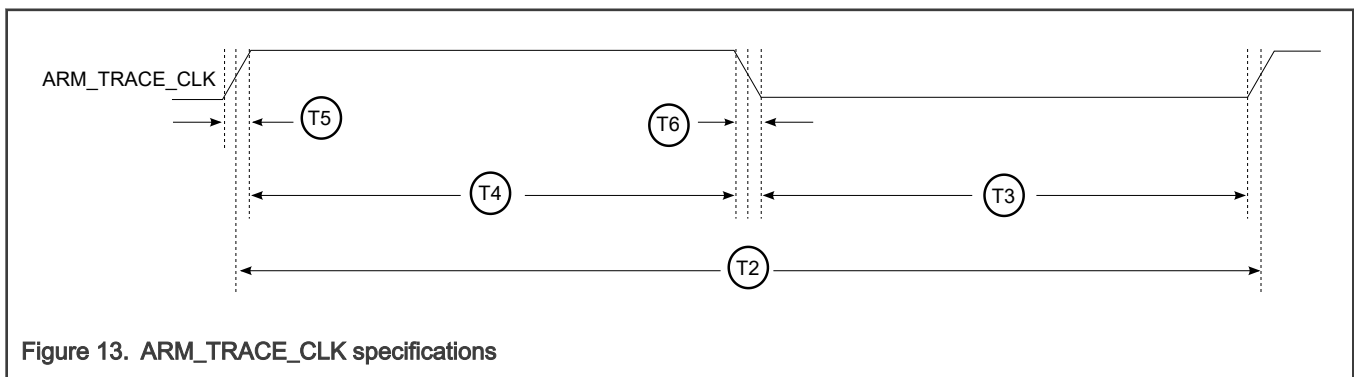 ARM_TRACE_CLK
T5
T6
T4
T3
T2
Figure 13. ARM_TRACE_CLK specifications